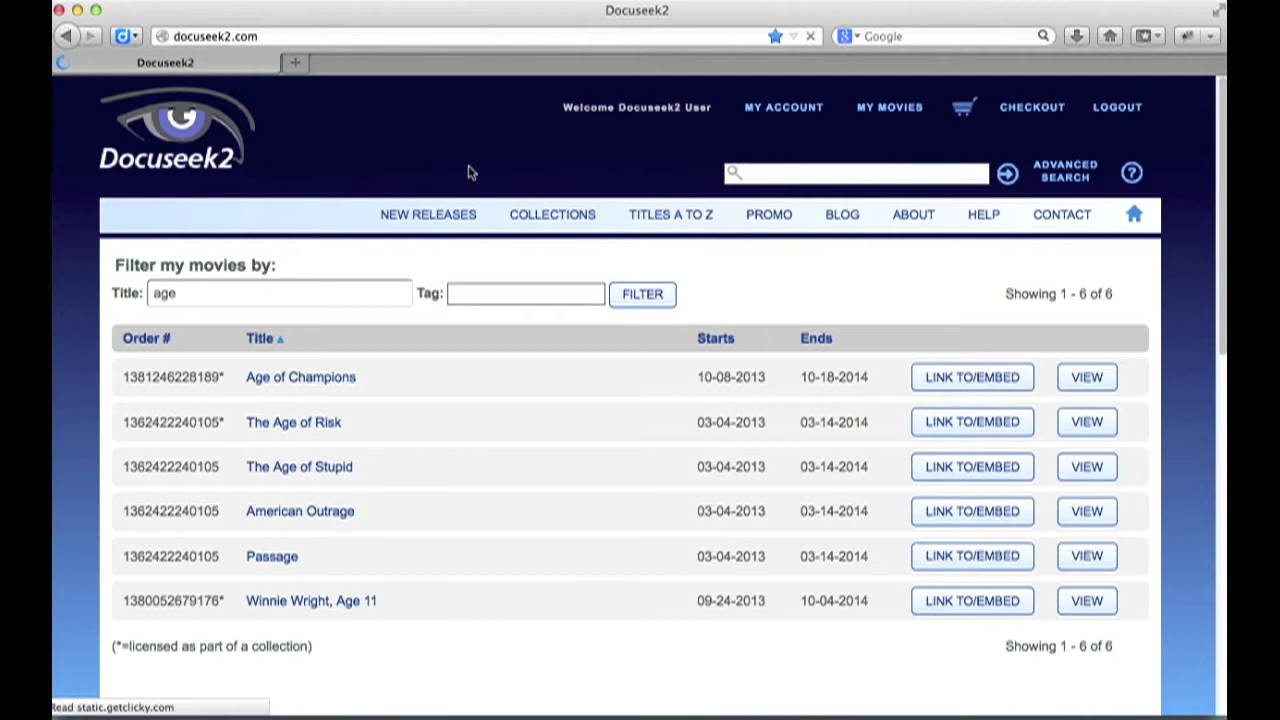 Docuseek2
docuseek2.com
Google
Docuseek2
Welcome Docuseek2 User MY ACCOUNT MY MOVIES CHECKOUT LOGOUT
Docuseek2
ADVANCED SEARCH ?
NEW RELEASES COLLECTIONS TITLES A TO Z PROMO BLOG ABOUT HELP CONTACT
Filter my movies by:
Title: age Tag: FILTER Showing 1 - 6 of 6
Order # Title Starts Ends
1381246228189* Age of Champions 10-08-2013 10-18-2014 LINK TO/EMBED VIEW
1362422240105* The Age of Risk 03-04-2013 03-14-2014 LINK TO/EMBED VIEW
1362422240105 The Age of Stupid 03-04-2013 03-14-2014 LINK TO/EMBED VIEW
1362422240105 American Outrage 03-04-2013 03-14-2014 LINK TO/EMBED VIEW
1362422240105 Passage 03-04-2013 03-14-2014 LINK TO/EMBED VIEW
1380052679176* Winnie Wright, Age 11 09-24-2013 10-04-2014 LINK TO/EMBED VIEW
(*=licensed as part of a collection) Showing 1 - 6 of 6
Read static.getclicky.com